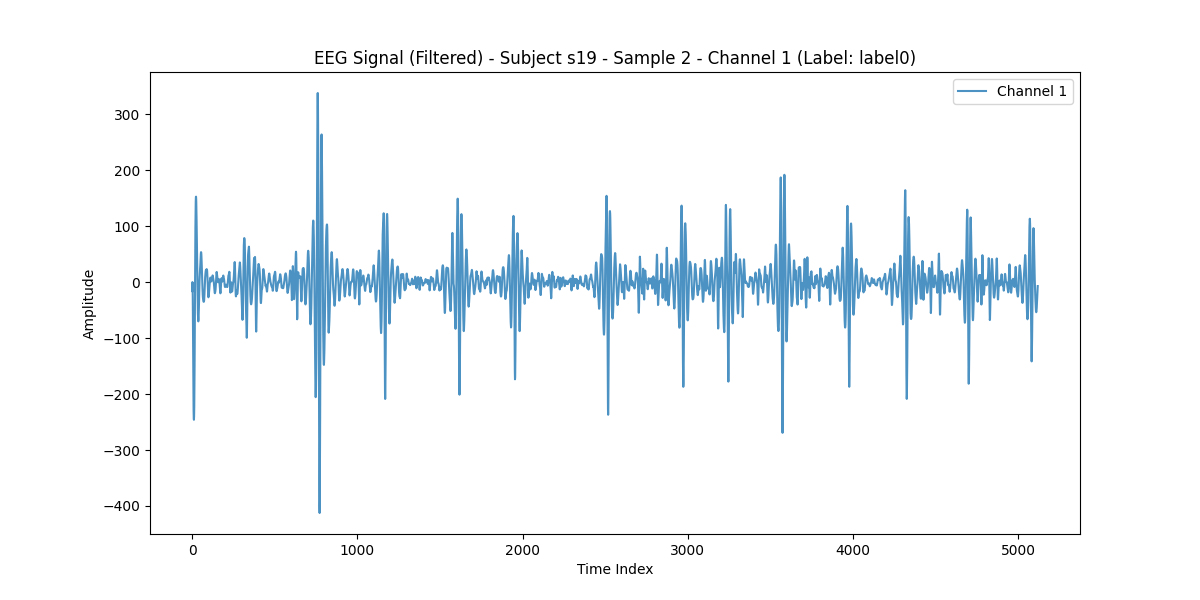 EEG Signal (Filtered) - Subject s19 - Sample 2 - Channel 1 (Label: label0)
Channel 1
300
200
100
0
−100
−200
−300
−400
Amplitude
0 1000 2000 3000 4000 5000
Time Index